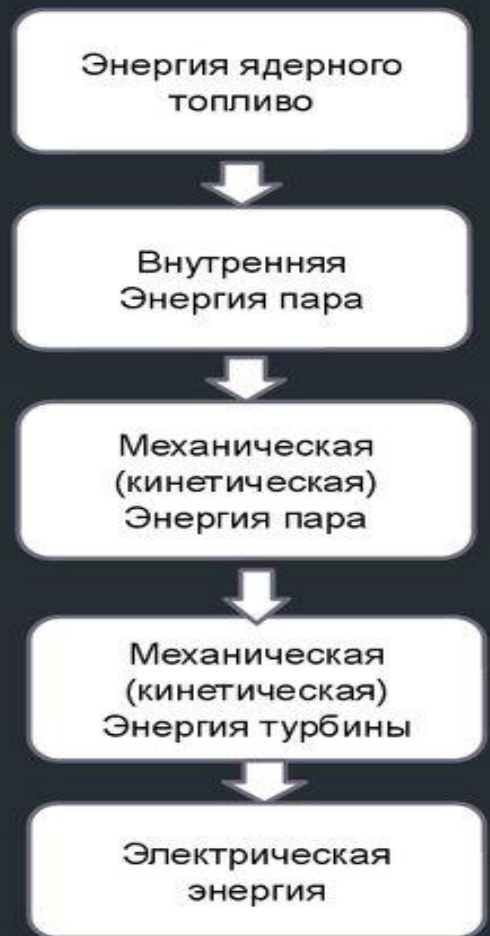 Энергия ядерного
топливо
Внутренняя
Энергия пара
Механическая
(кинетическая)
Энергия пара
Механическая
(кинетическая)
Энергия турбины
Электрическая
энергия